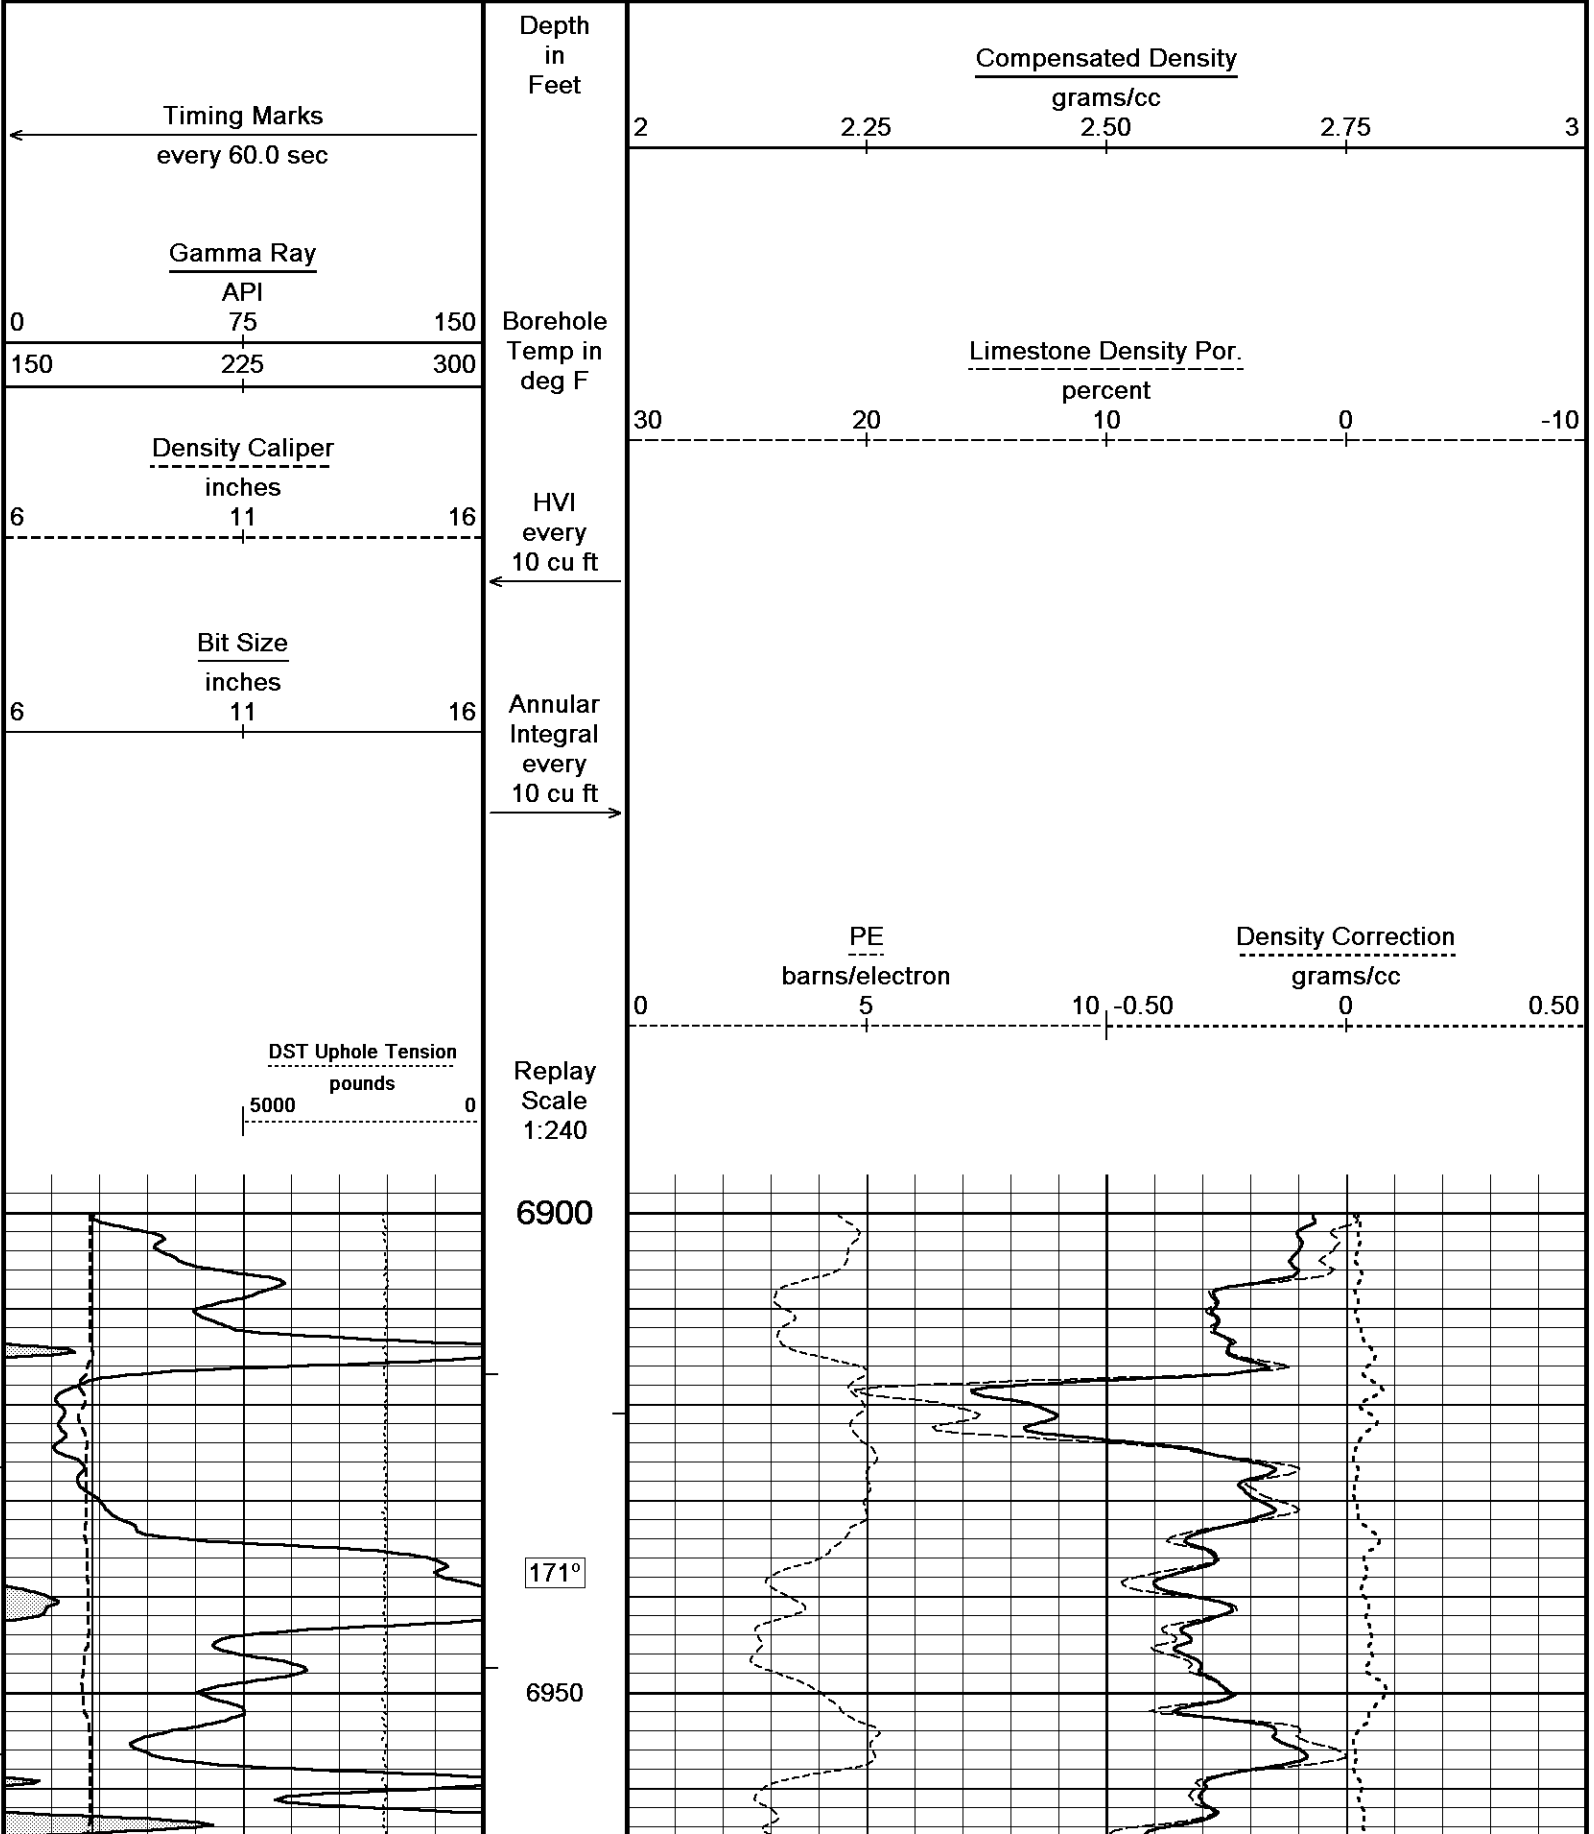 Timing Marks
every 60.0 sec
Gamma Ray
API
0 75 150
150 225 300
Density Caliper
inches
6 11 16
Bit Size
inches
6 11 16
DST Uphole Tension
pounds
5000 0
Depth
in
Feet
Borehole
Temp in
deg F
HVI
every
10 cu ft
Annular
Integral
every
10 cu ft
Replay
Scale
1:240
Compensated Density
grams/cc
2 2.25 2.50 2.75 3
Limestone Density Por.
percent
30 20 10 0 -10
PE
barns/electron
0 5 10
Density Correction
grams/cc
-0.50 0 0.50
6900
171º
6950